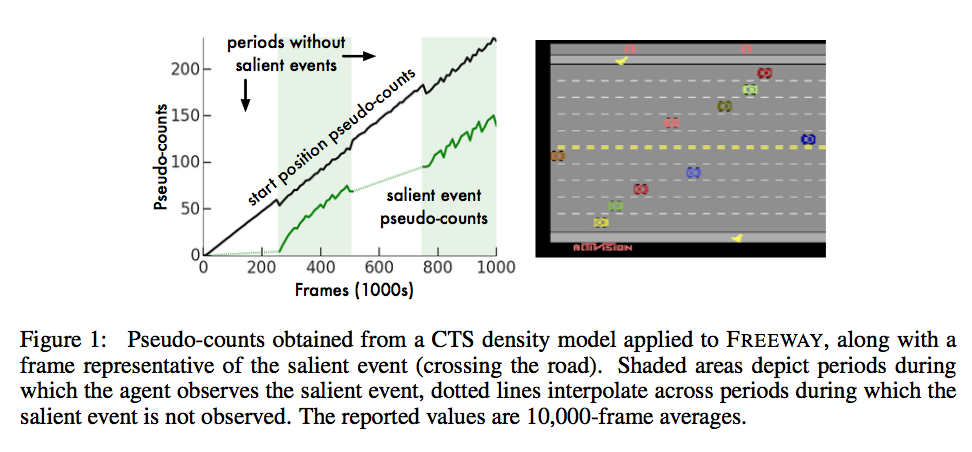 periods without
salient events
200
150
100
50
0
Pseudo-counts
start position pseudo-counts
salient event
pseudo-counts
0 200 400 600 800 1000
Frames (1000s)
ACTIVISION
Figure 1: Pseudo-counts obtained from a CTS density model applied to FREEWAY, along with a
frame representative of the salient event (crossing the road). Shaded areas depict periods during
which the agent observes the salient event, dotted lines interpolate across periods during which the
salient event is not observed. The reported values are 10,000-frame averages.